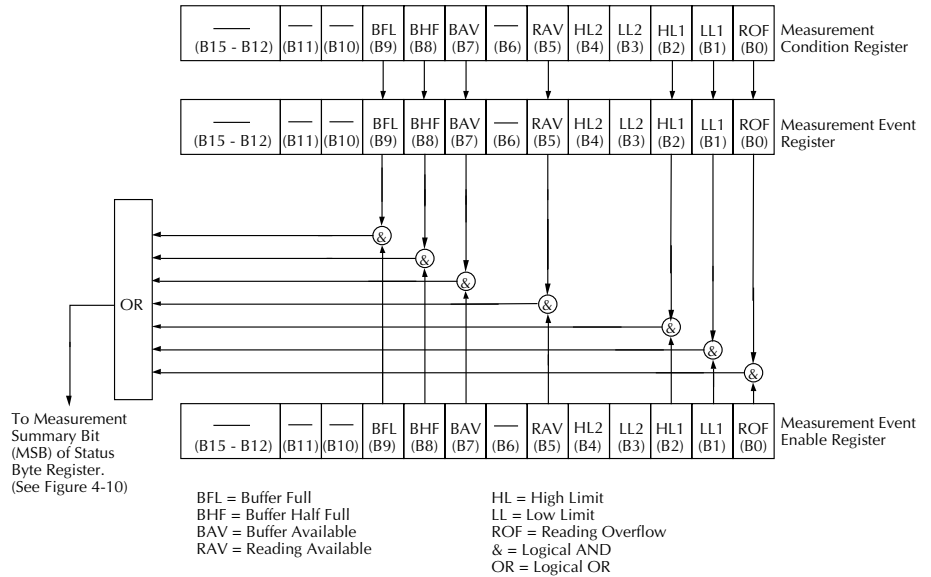 — — — BFL BHF BAV — RAV HL2 LL2 HL1 LL1 ROF
(B15 - B12) (B11) (B10) (B9) (B8) (B7) (B6) (B5) (B4) (B3) (B2) (B1) (B0)
Measurement
Condition Register
— — — BFL BHF BAV — RAV HL2 LL2 HL1 LL1 ROF
(B15 - B12) (B11) (B10) (B9) (B8) (B7) (B6) (B5) (B4) (B3) (B2) (B1) (B0)
Measurement Event
Register
&
&
&
OR
&
&
&
&
To Measurement
Summary Bit
(MSB) of Status
Byte Register.
(See Figure 4-10)
— — — BFL BHF BAV — RAV HL2 LL2 HL1 LL1 ROF
(B15 - B12) (B11) (B10) (B9) (B8) (B7) (B6) (B5) (B4) (B3) (B2) (B1) (B0)
Measurement Event
Enable Register
BFL = Buffer Full
BHF = Buffer Half Full
BAV = Buffer Available
RAV = Reading Available
HL = High Limit
LL = Low Limit
ROF = Reading Overflow
& = Logical AND
OR = Logical OR